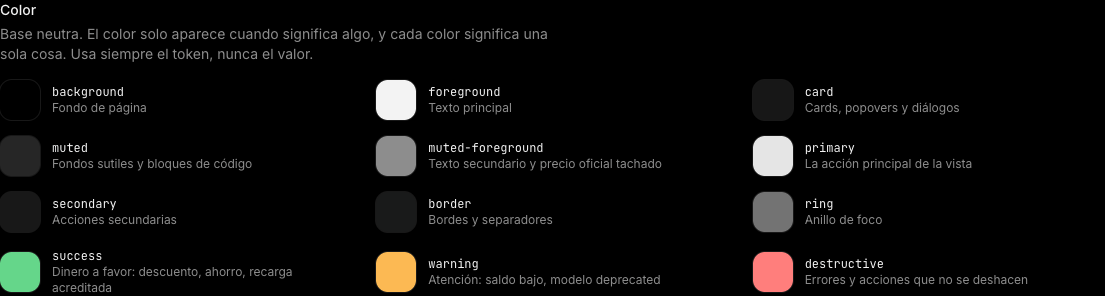 Color
Base neutra. El color solo aparece cuando significa algo, y cada color significa una
sola cosa. Usa siempre el token, nunca el valor.
background
Fondo de página
foreground
Texto principal
card
Cards, popovers y diálogos
muted
Fondos sutiles y bloques de código
muted-foreground
Texto secundario y precio oficial tachado
primary
La acción principal de la vista
secondary
Acciones secundarias
border
Bordes y separadores
ring
Anillo de foco
success
Dinero a favor: descuento, ahorro, recarga
acreditada
warning
Atención: saldo bajo, modelo deprecated
destructive
Errores y acciones que no se deshacen